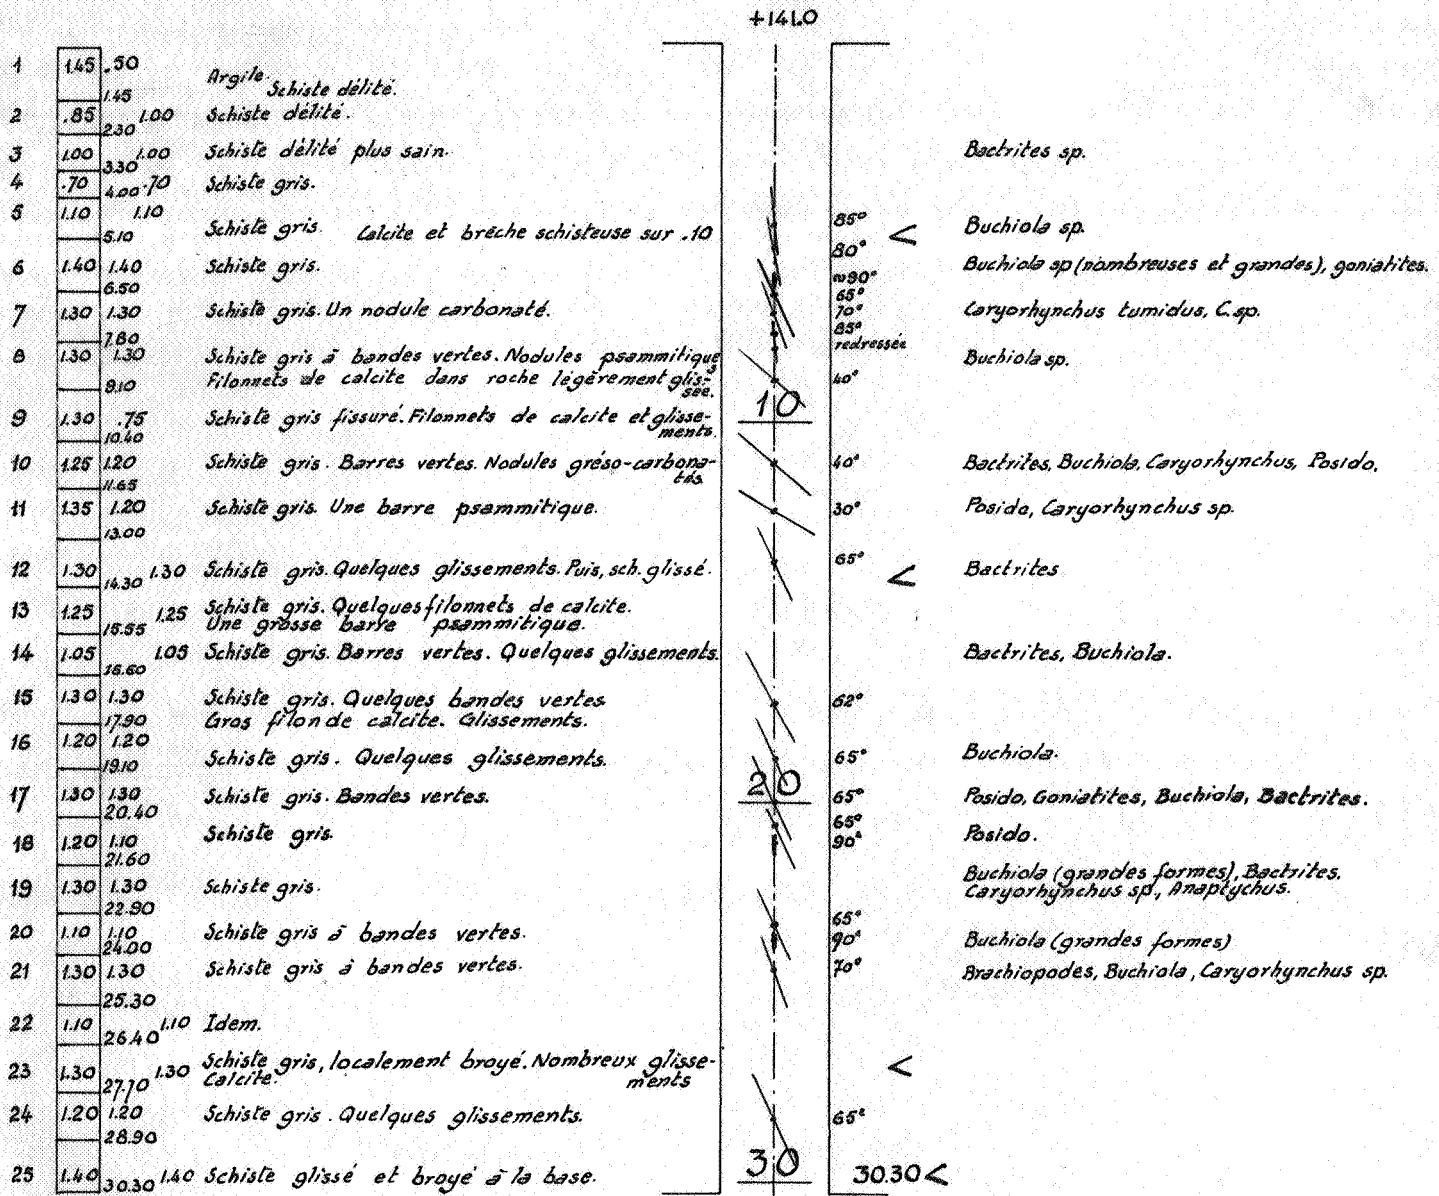 +141.0
1 1.45 .50 Argile. Schiste délité.
1.45
2 .85 1.00 Schiste délité.
2.30
3 1.00 1.00 Schiste délité plus sain. Bactrites sp.
3.30
4 .70 .70 Schiste gris.
4.00
5 1.10 1.10 Schiste gris. Calcite et brèche schisteuse sur .10 85° < Buchiola sp.
5.10
80°
6 1.40 1.40 Schiste gris. Buchiola sp (nombreuses et grandes), goniatites.
6.50
∾90°
65°
7 1.30 1.30 Schiste gris. Un nodule carbonaté. 70° Caryorhynchus tumidus, C. sp.
7.80
85°
redressée
8 1.30 1.30 Schiste gris à bandes vertes. Nodules psammitiques Buchiola sp.
9.10 Filonnets de calcite dans roche légèrement glis- 40°
sée.
10
9 1.30 .75 Schiste gris fissuré. Filonnets de calcite et glisse-
10.40 ments.
10 1.25 1.20 Schiste gris. Barres vertes. Nodules gréso-carbona- 40° Bactrites, Buchiola, Caryorhynchus, Posido.
11.65 tés
11 1.35 1.20 Schiste gris. Une barre psammitique. 30° Posido, Caryorhynchus sp.
13.00
12 1.30 1.30 Schiste gris. Quelques glissements. Puis, sch. glissé. 65° < Bactrites
14.30
13 1.25 1.25 Schiste gris. Quelques filonnets de calcite.
15.55 Une grosse barre psammitique.
14 1.05 1.05 Schiste gris. Barres vertes. Quelques glissements. Bactrites, Buchiola.
16.60
15 1.30 1.30 Schiste gris. Quelques bandes vertes 62°
17.90 Gros filon de calcite. Glissements.
16 1.20 1.20 Schiste gris. Quelques glissements. 65° Buchiola.
19.10
20
17 1.30 1.30 Schiste gris. Bandes vertes. 65° Posido, Goniatites, Buchiola, Bactrites.
20.40
65°
18 1.20 1.10 Schiste gris. 90° Posido.
21.60
19 1.30 1.30 Schiste gris. Buchiola (grandes formes), Bactrites.
22.90 Caryorhynchus sp., Anaptychus.
65°
20 1.10 1.10 Schiste gris à bandes vertes. 90° Buchiola (grandes formes)
24.00
21 1.30 1.30 Schiste gris à bandes vertes. 70° Brachiopodes, Buchiola, Caryorhynchus sp.
25.30
22 1.10 1.10 Idem.
26.40
23 1.30 1.30 Schiste gris, localement broyé. Nombreux glisse- <
27.70 Calcite. ments
24 1.20 1.20 Schiste gris. Quelques glissements. 65°
28.90
30
25 1.40 1.40 Schiste glissé et broyé à la base. 30.30 <
30.30